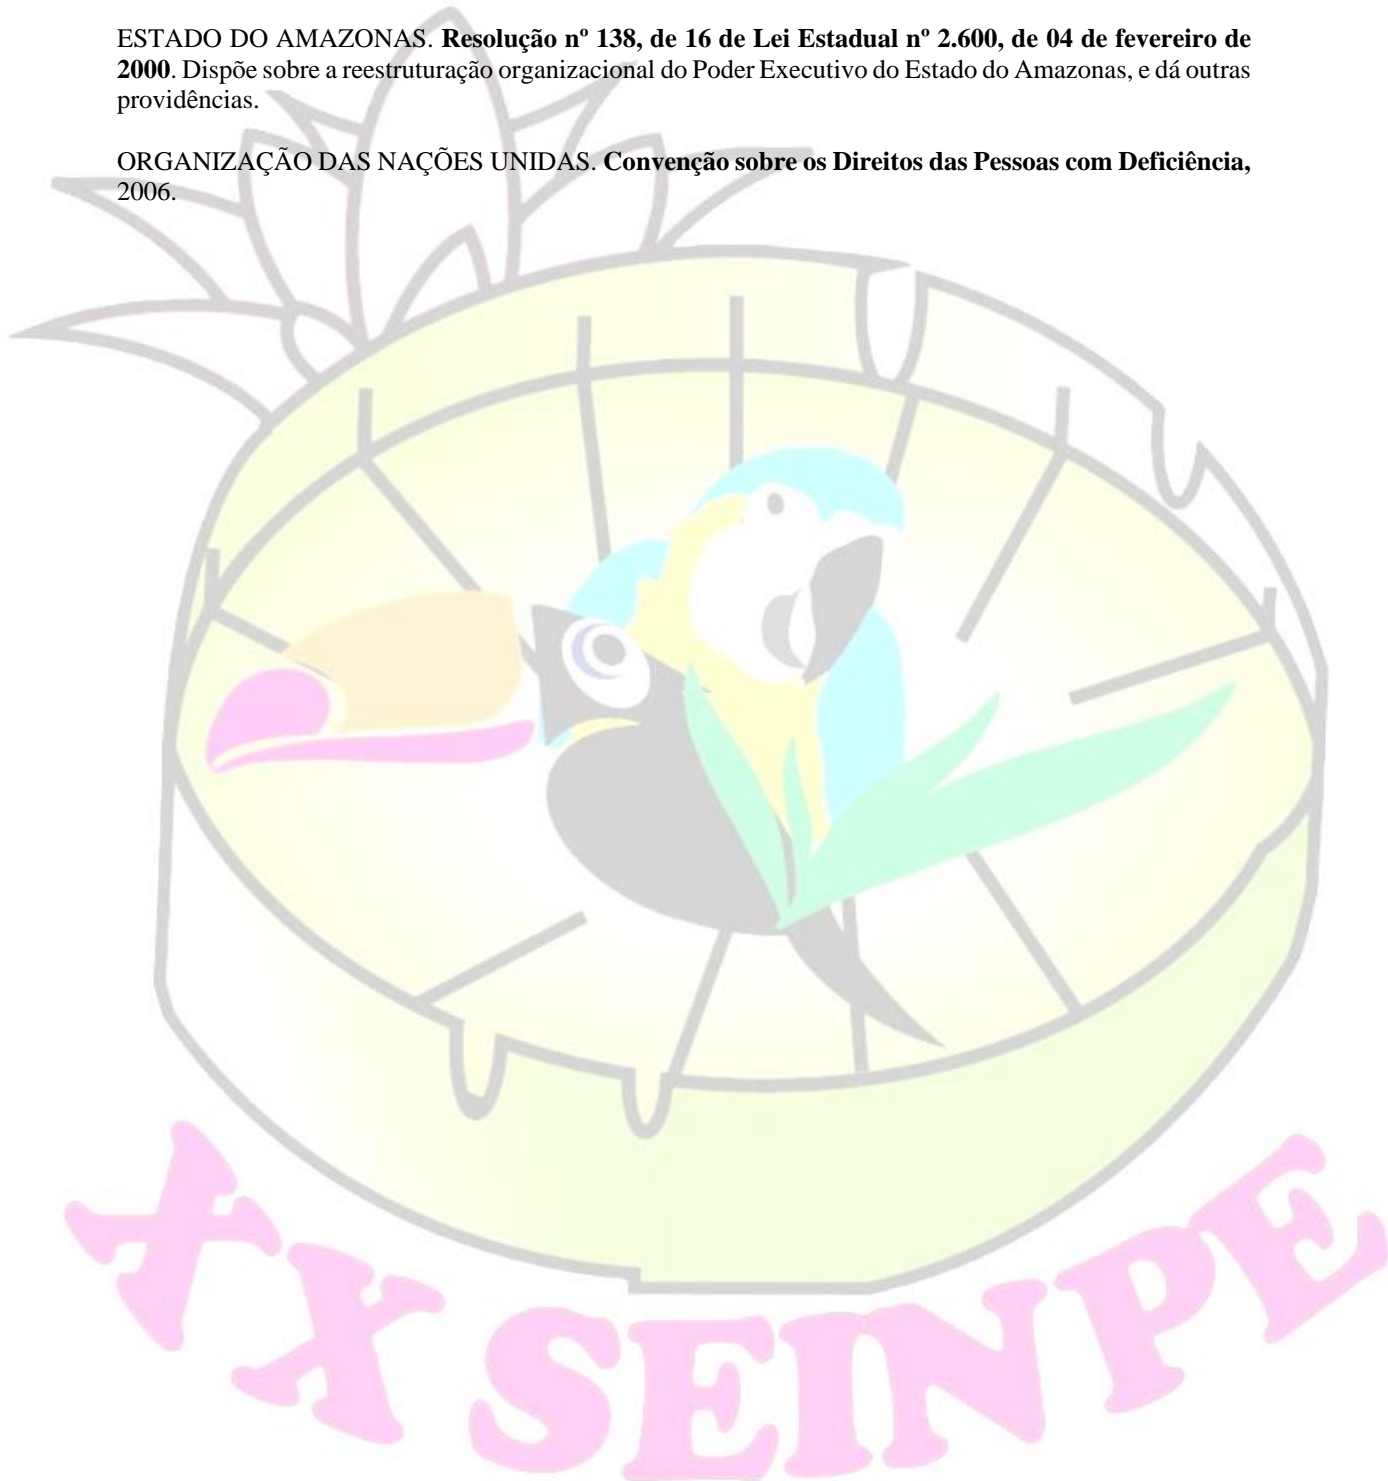 ESTADO DO AMAZONAS. Resolução nº 138, de 16 de Lei Estadual nº 2.600, de 04 de fevereiro de
2000. Dispõe sobre a reestruturação organizacional do Poder Executivo do Estado do Amazonas, e dá outras
providências.
ORGANIZAÇÃO DAS NAÇÕES UNIDAS. Convenção sobre os Direitos das Pessoas com Deficiência,
2006.
XX SEINPE